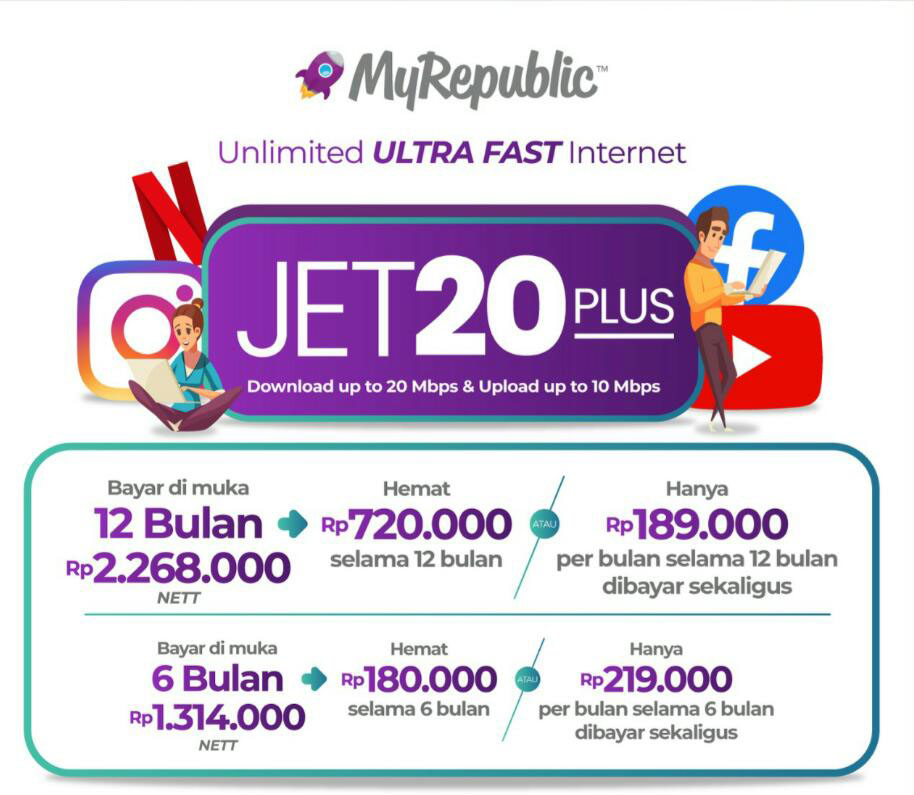 MyRepublic™
Unlimited ULTRA FAST Internet
JET20 PLUS
Download up to 20 Mbps & Upload up to 10 Mbps
Bayar di muka
12 Bulan
Rp2.268.000
NETT
Hemat
Rp720.000
selama 12 bulan
ATAU
Hanya
Rp189.000
per bulan selama 12 bulan
dibayar sekaligus
Bayar di muka
6 Bulan
Rp1.314.000
NETT
Hemat
Rp180.000
selama 6 bulan
ATAU
Hanya
Rp219.000
per bulan selama 6 bulan
dibayar sekaligus